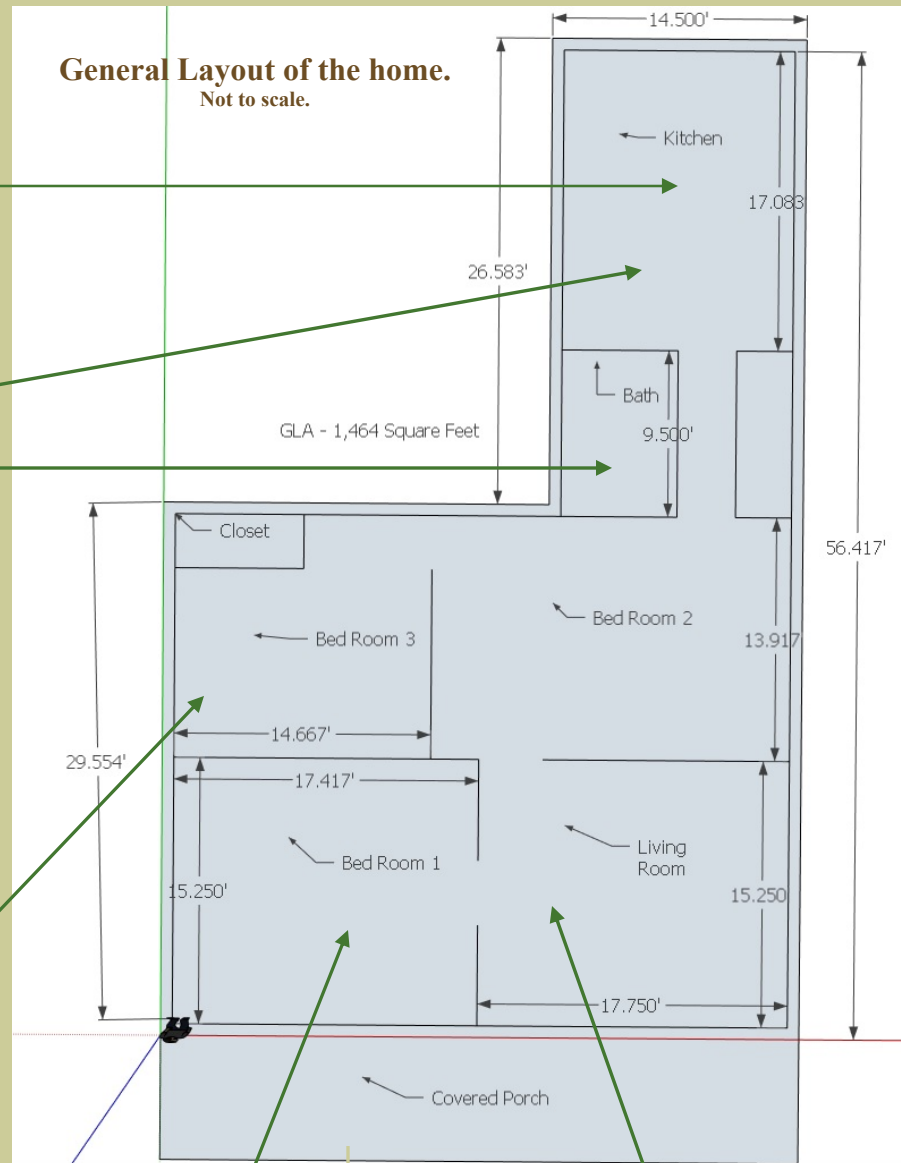 14.500'
General Layout of the home.
Not to scale.
Kitchen
17.083
26.583'
Bath
GLA - 1,464 Square Feet
9.500'
Closet
56.417'
Bed Room 2
Bed Room 3
13.917
14.667'
29.554'
17.417'
Living
Room
Bed Room 1
15.250'
15.250
17.750'
Covered Porch